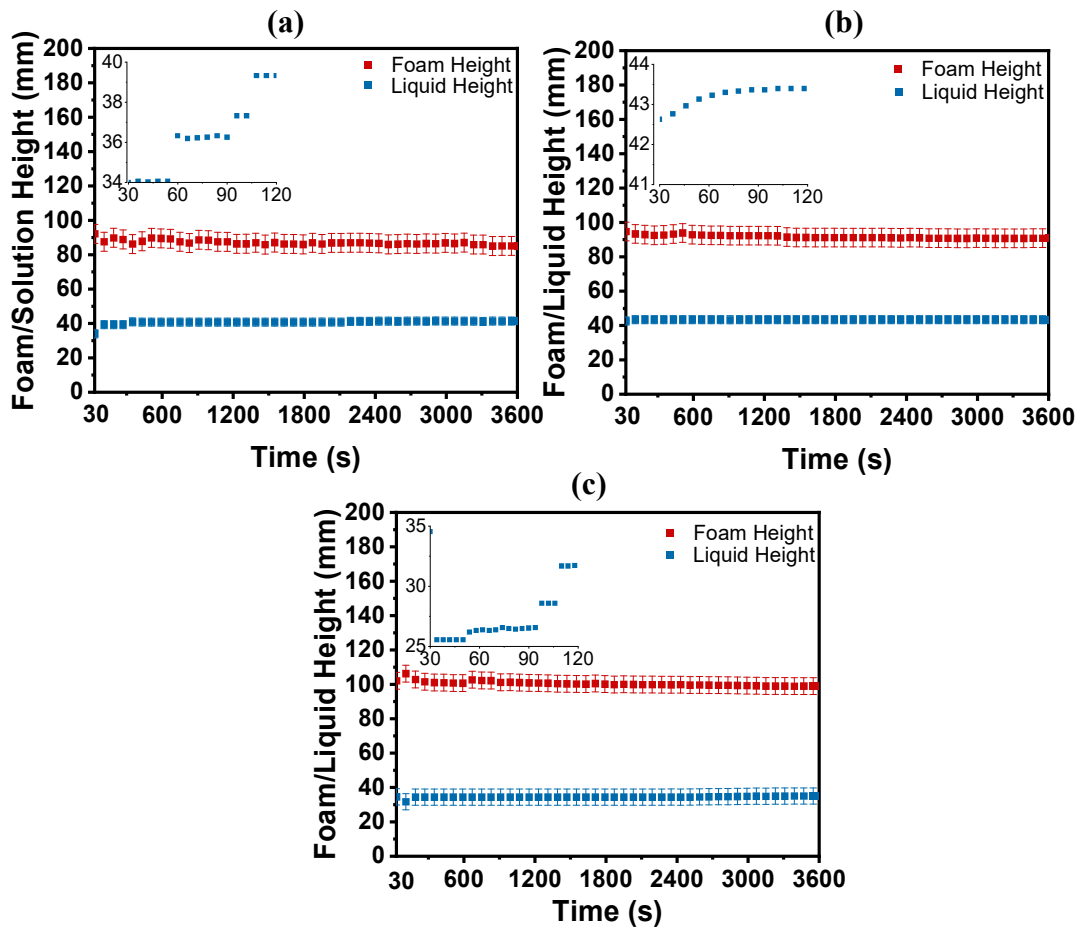 (a)
Foam/Solution Height (mm)
200
180
160
140
120
100
80
60
40
20
0
40
38
36
34
30 60 90 120
Foam Height
Liquid Height
30 600 1200 1800 2400 3000 3600
Time (s)
(b)
Foam/Liquid Height (mm)
200
180
160
140
120
100
80
60
40
20
0
44
43
42
41
30 60 90 120
Foam Height
Liquid Height
30 600 1200 1800 2400 3000 3600
Time (s)
(c)
Foam/Liquid Height (mm)
200
180
160
140
120
100
80
60
40
20
0
35
30
25
30 60 90 120
Foam Height
Liquid Height
30 600 1200 1800 2400 3000 3600
Time (s)